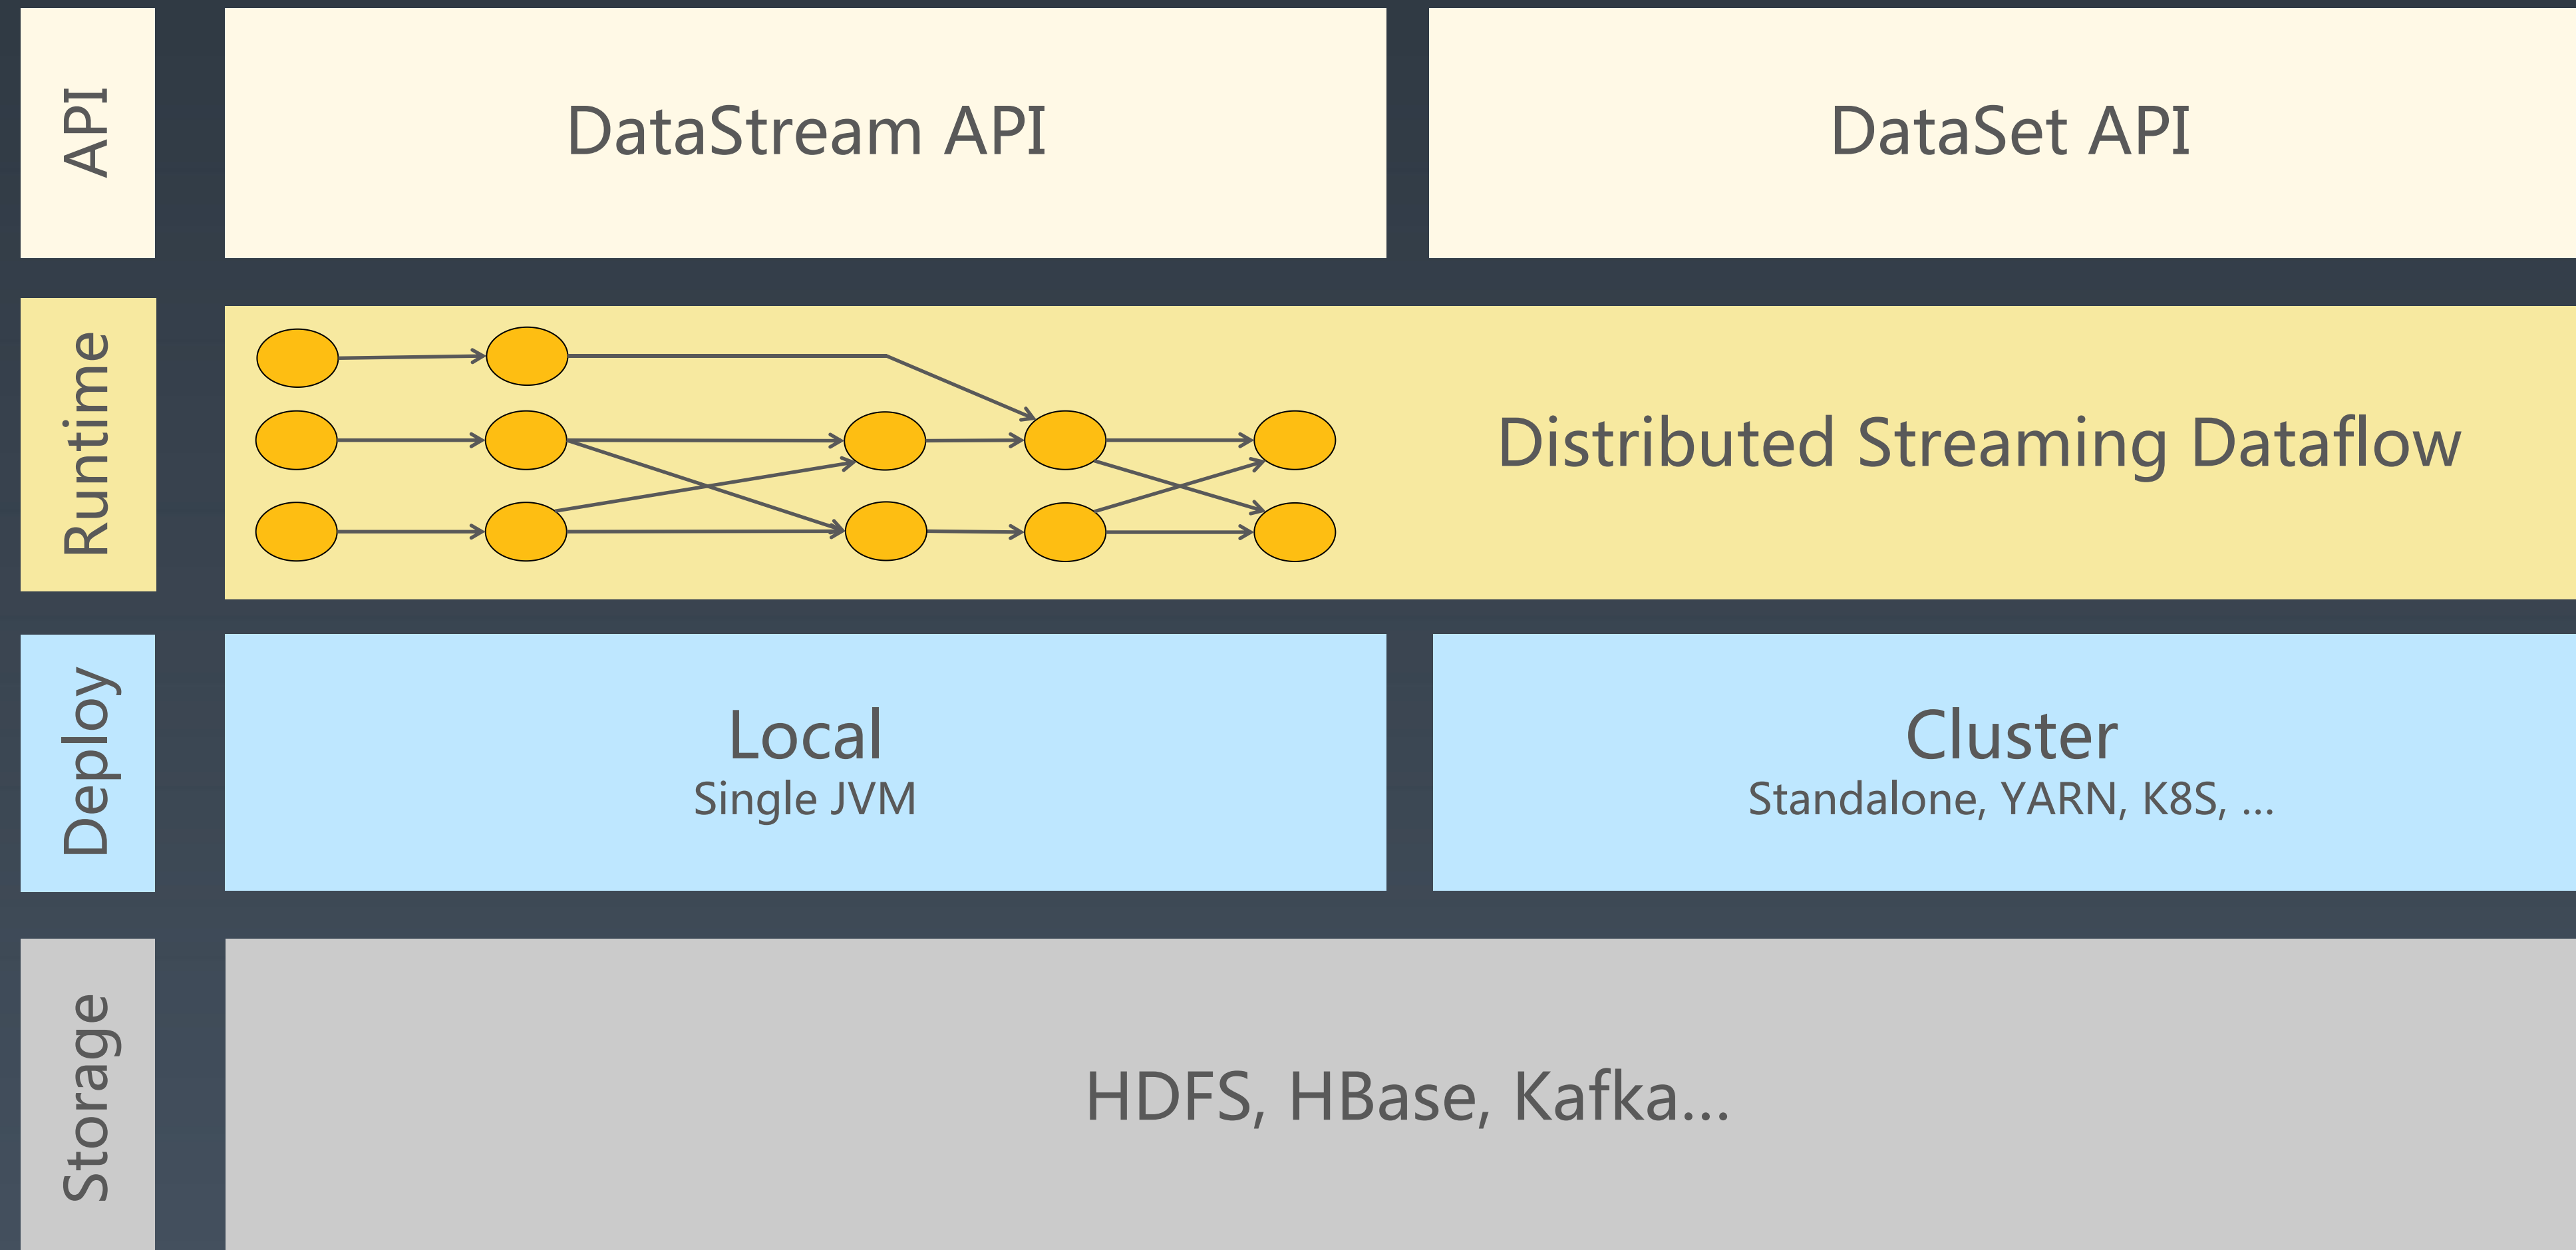 API
DataStream API
DataSet API
Runtime
Distributed Streaming Dataflow
Deploy
Local
Single JVM
Cluster
Standalone, YARN, K8S, ...
Storage
HDFS, HBase, Kafka...